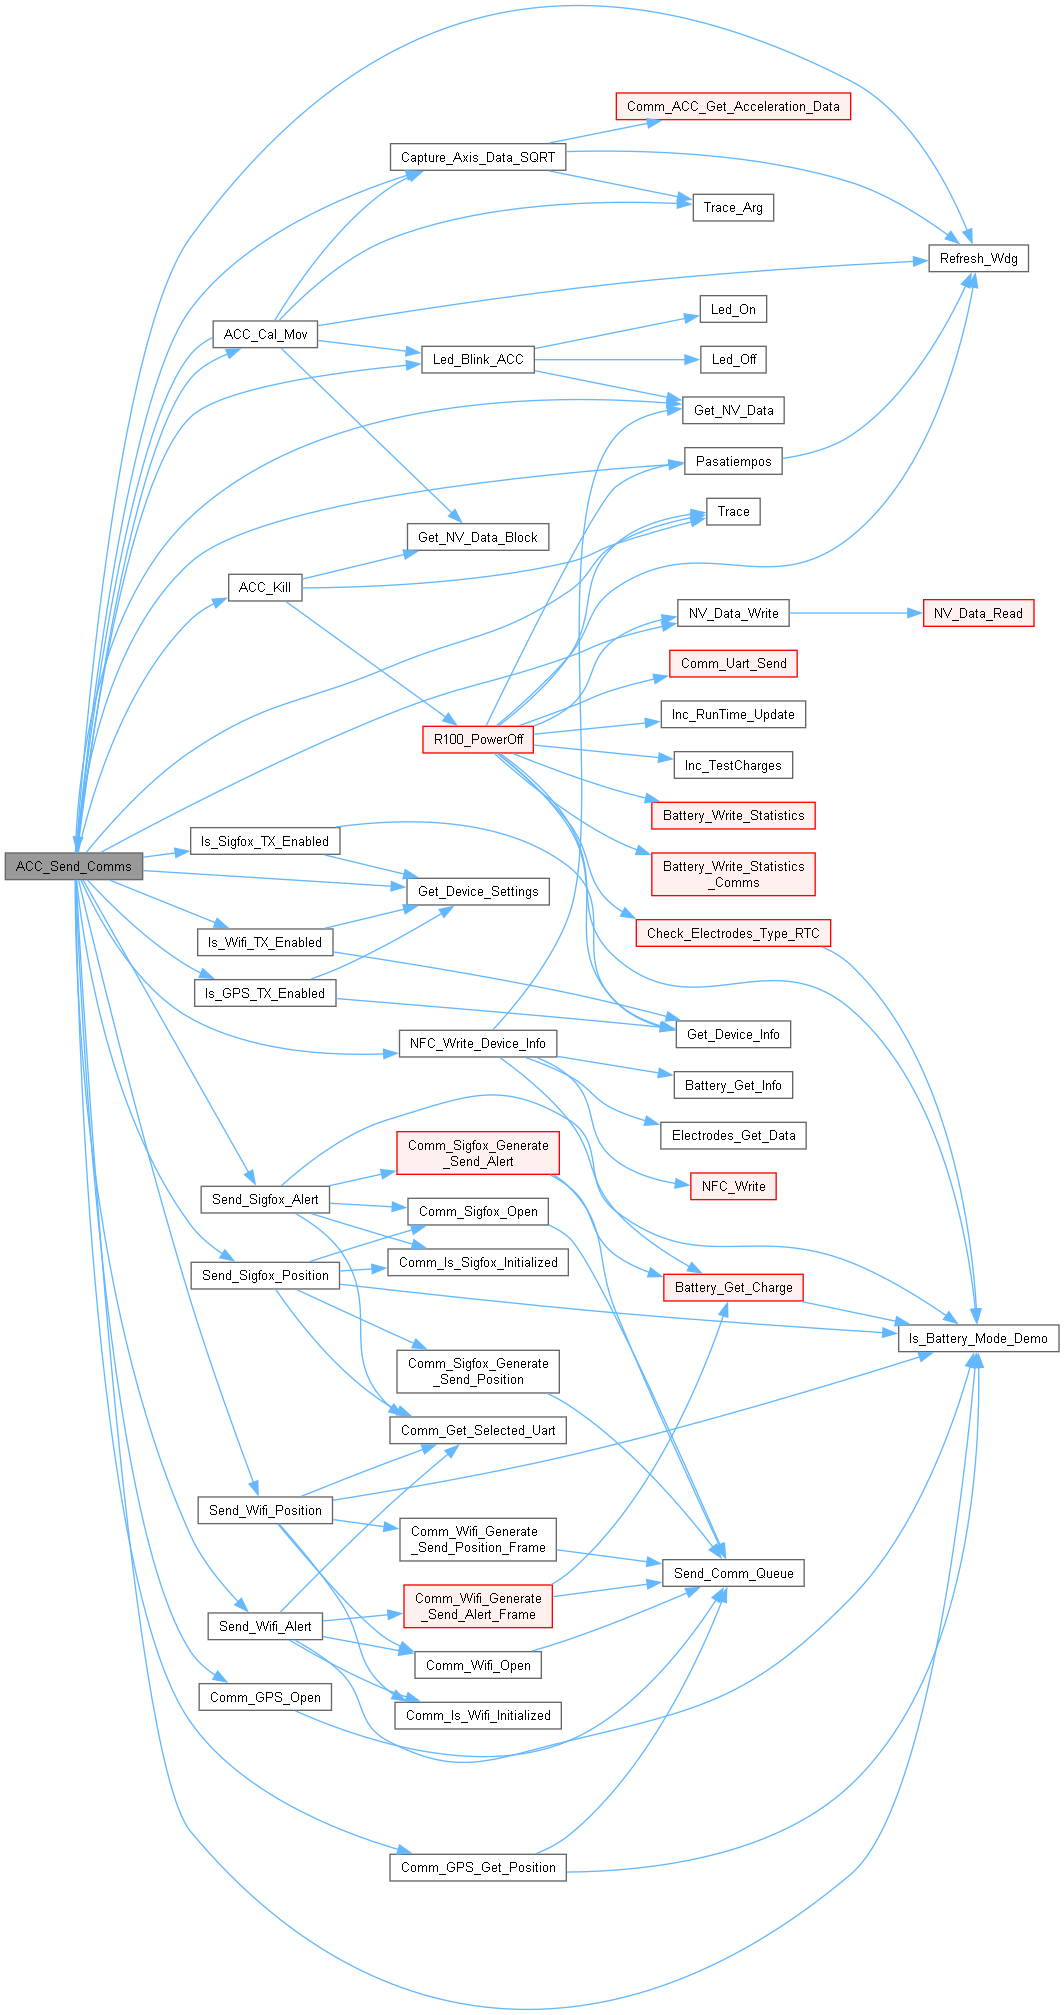 Comm_ACC_Get_Acceleration_Data
Capture_Axis_Data_SQRT
Trace_Arg
Refresh_Wdg
Led_On
ACC_Cal_Mov
Led_Blink_ACC
Led_Off
Get_NV_Data
Pasatiempos
Trace
Get_NV_Data_Block
ACC_Kill
NV_Data_Write
NV_Data_Read
Comm_Uart_Send
Inc_RunTime_Update
R100_PowerOff
Inc_TestCharges
Battery_Write_Statistics
Is_Sigfox_TX_Enabled
ACC_Send_Comms
Battery_Write_Statistics
_Comms
Get_Device_Settings
Check_Electrodes_Type_RTC
Is_Wifi_TX_Enabled
Is_GPS_TX_Enabled
Get_Device_Info
NFC_Write_Device_Info
Battery_Get_Info
Electrodes_Get_Data
Comm_Sigfox_Generate
_Send_Alert
NFC_Write
Send_Sigfox_Alert
Comm_Sigfox_Open
Comm_Is_Sigfox_Initialized
Send_Sigfox_Position
Battery_Get_Charge
Is_Battery_Mode_Demo
Comm_Sigfox_Generate
_Send_Position
Comm_Get_Selected_Uart
Send_Wifi_Position
Comm_Wifi_Generate
_Send_Position_Frame
Send_Comm_Queue
Comm_Wifi_Generate
_Send_Alert_Frame
Send_Wifi_Alert
Comm_Wifi_Open
Comm_GPS_Open
Comm_Is_Wifi_Initialized
Comm_GPS_Get_Position